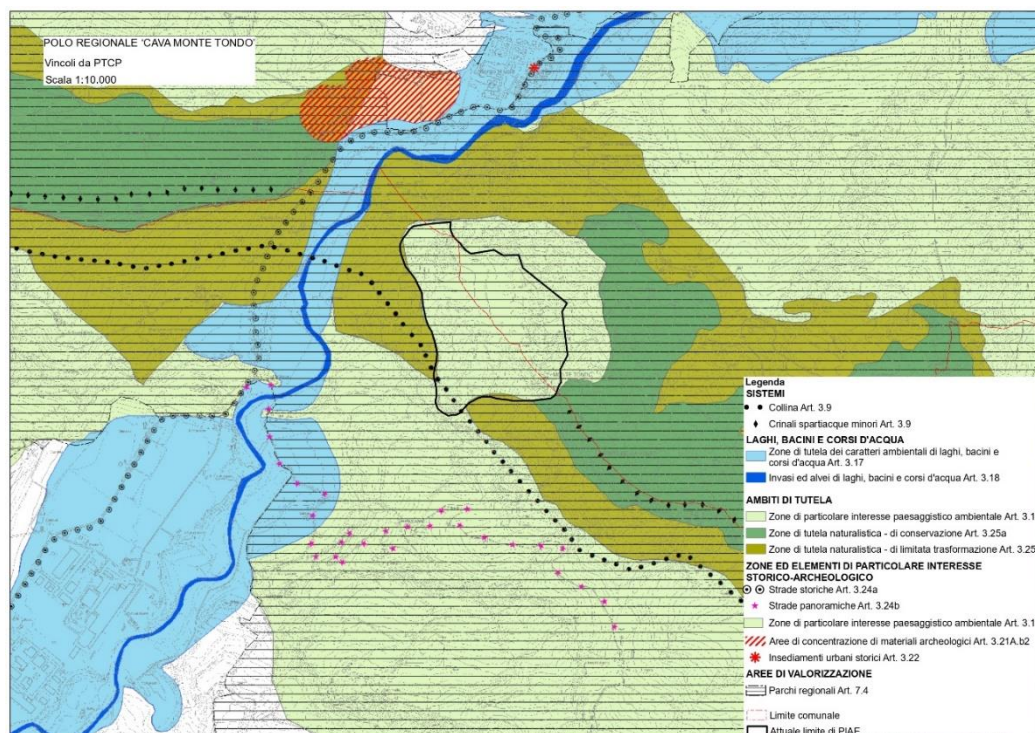 POLO REGIONALE 'CAVA MONTE TONDO'
Vincoli da PTCP
Scala 1:10.000
Legenda
SISTEMI
Collina Art. 3.9
Crinali spartiacque minori Art. 3.9
LAGHI, BACINI E CORSI D'ACQUA
Zone di tutela dei caratteri ambientali di laghi, bacini e
corsi d'acqua Art. 3.17
Invasi ed alvei di laghi, bacini e corsi d'acqua Art. 3.18
AMBITI DI TUTELA
Zone di particolare interesse paesaggistico ambientale Art. 3.1
Zone di tutela naturalistica - di conservazione Art. 3.25a
Zone di tutela naturalistica - di limitata trasformazione Art. 3.25
ZONE ED ELEMENTI DI PARTICOLARE INTERESSE
STORICO-ARCHEOLOGICO
Strade storiche Art. 3.24a
Strade panoramiche Art. 3.24b
Zone di particolare interesse paesaggistico ambientale Art. 3.1
Aree di concentrazione di materiali archeologici Art. 3.21A.b2
Insediamenti urbani storici Art. 3.22
AREE DI VALORIZZAZIONE
Parchi regionali Art. 7.4
Limite comunale
Attuale limite di PIAE